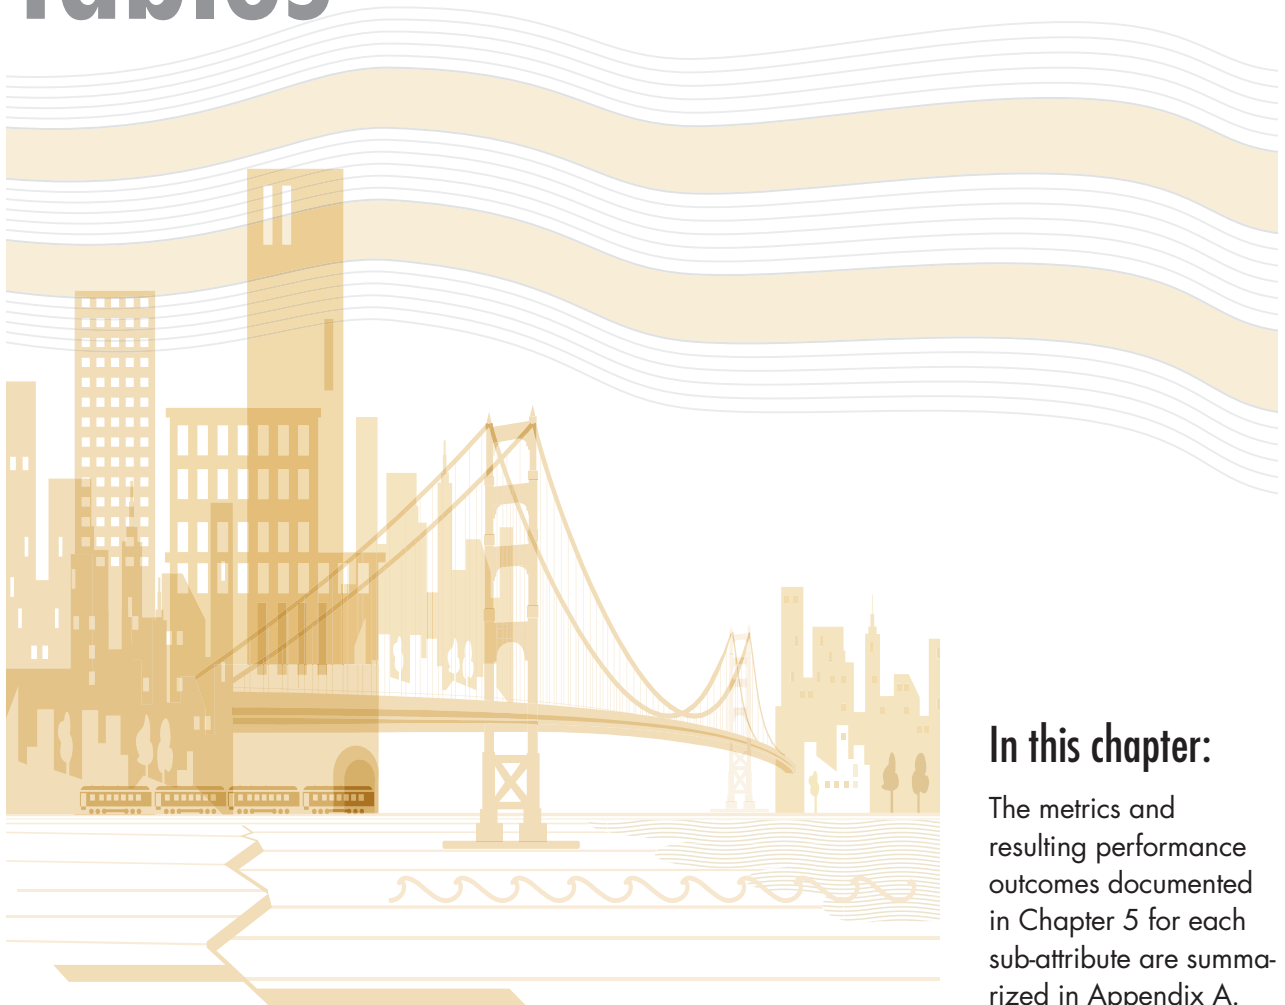 Tables
In this chapter:
The metrics and
resulting performance
outcomes documented
in Chapter 5 for each
sub-attribute are summa-
rized in Appendix A.